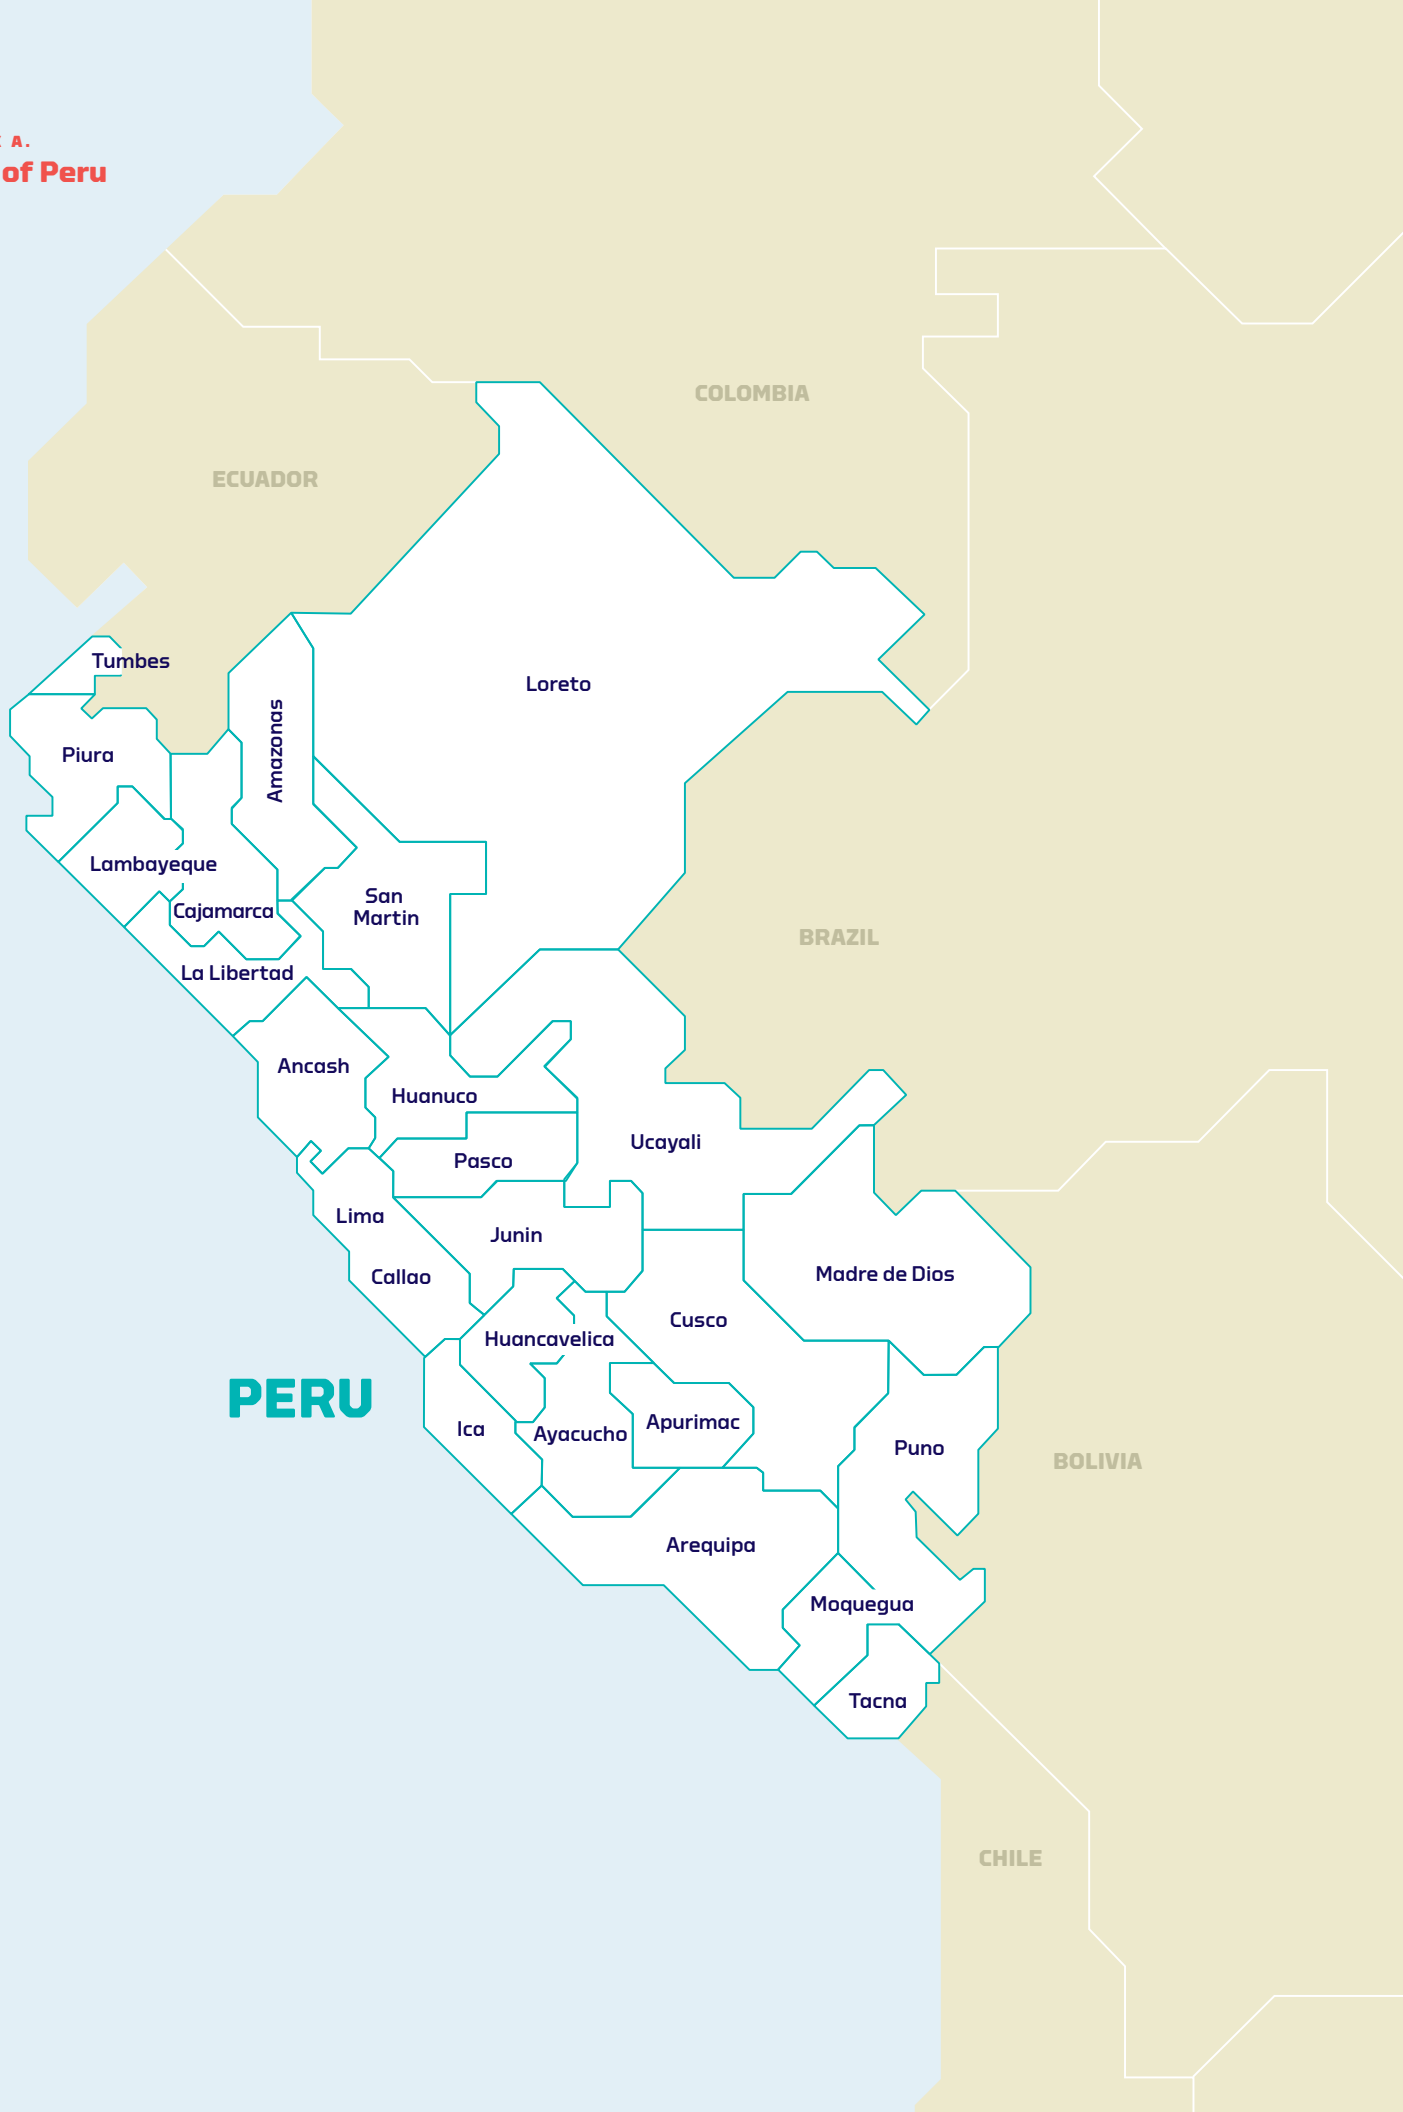 A.
of Peru
COLOMBIA
ECUADOR
Tumbes
Loreto
Amazonas
Piura
Lambayeque
San
Martin
Cajamarca
BRAZIL
La Libertad
Ancash
Huanuco
Ucayali
Pasco
Lima
Junin
Callao
Madre de Dios
Cusco
Huancavelica
PERU
Ica
Ayacucho
Apurimac
Puno
BOLIVIA
Arequipa
Moquegua
Tacna
CHILE